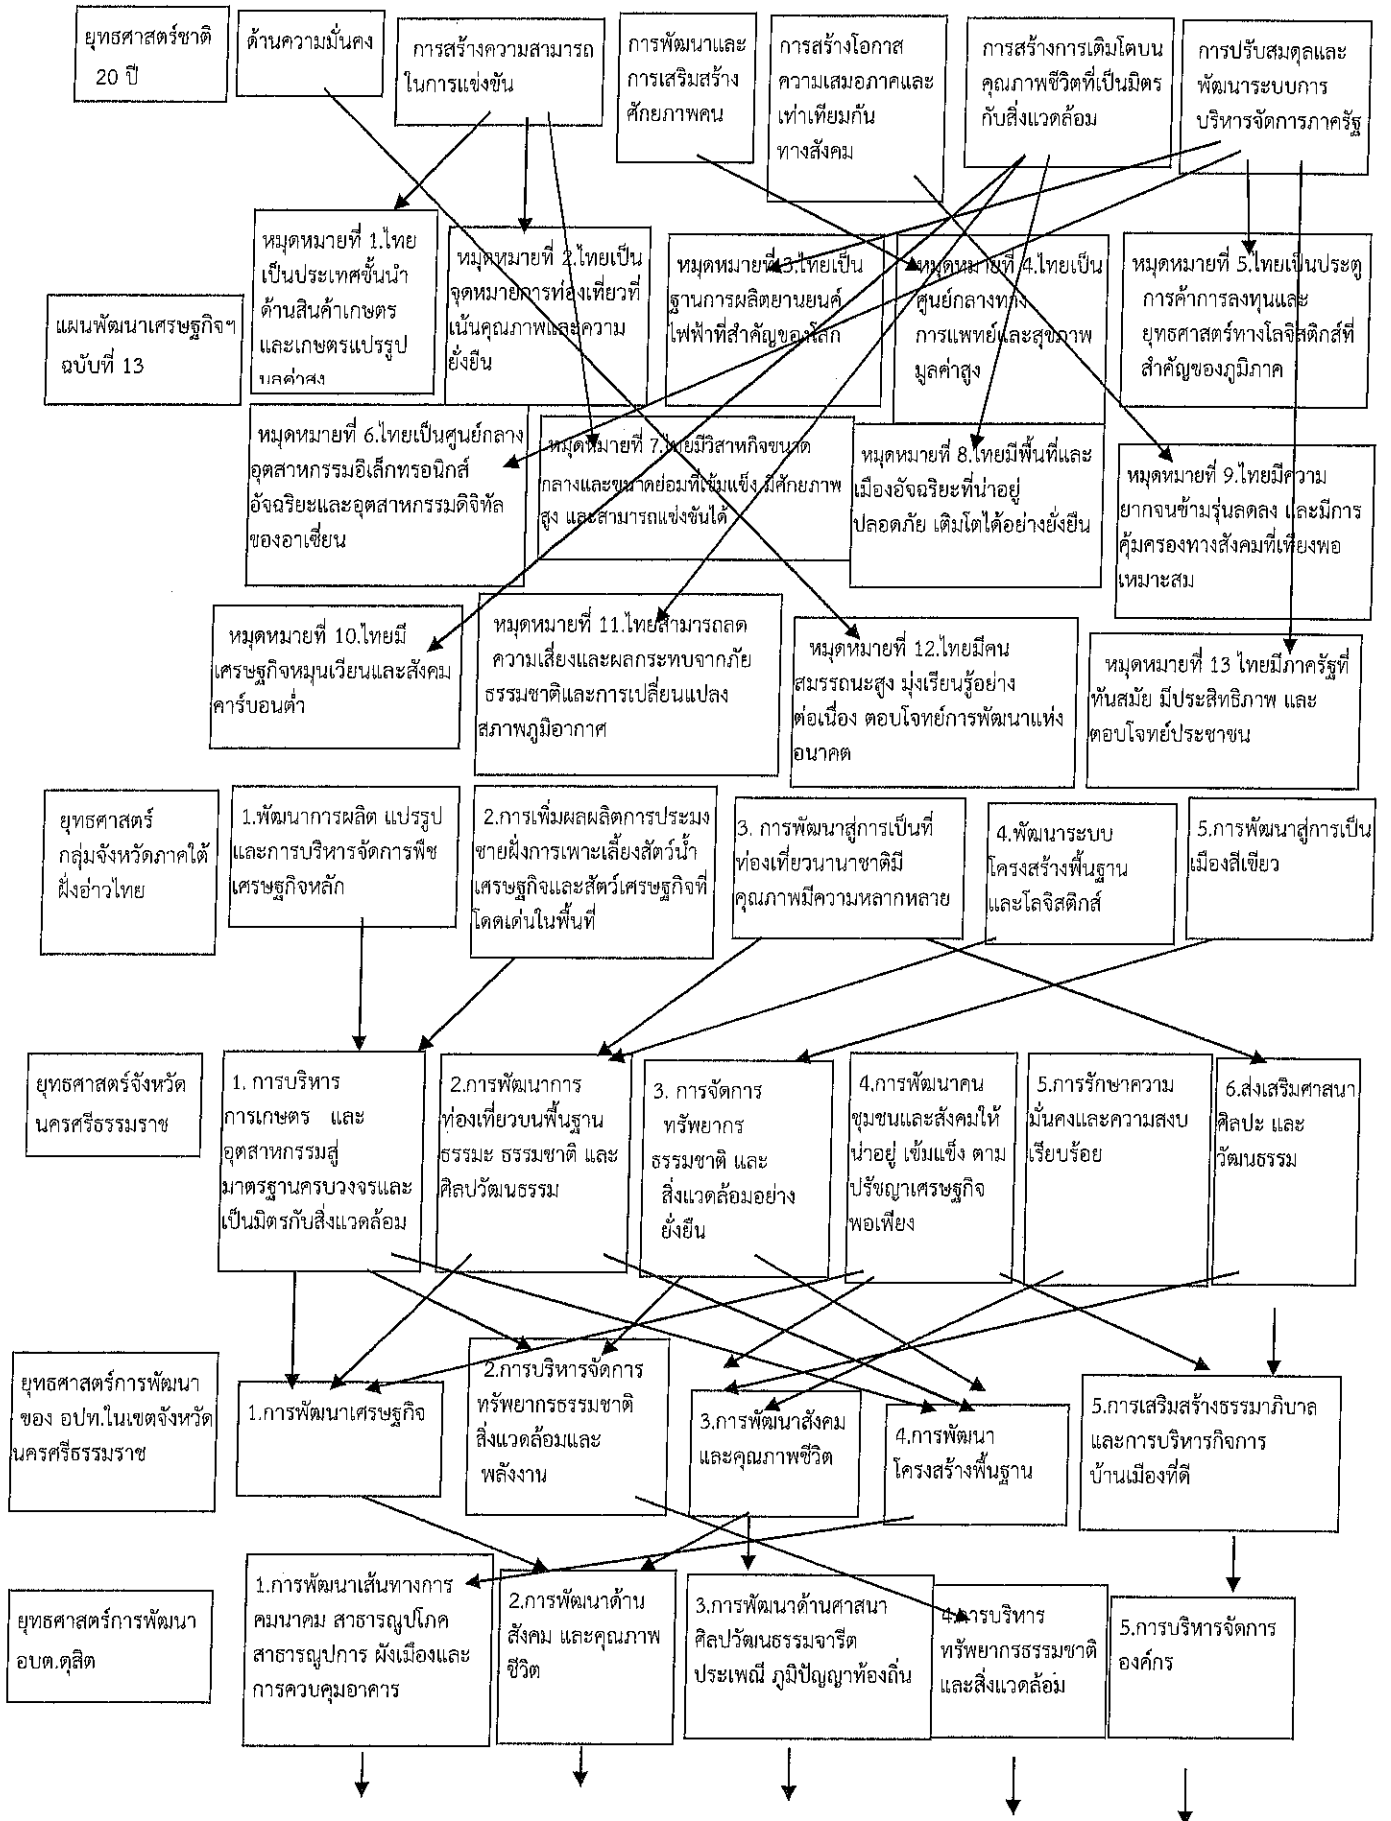 ยุทธศาสตร์ชาติ
20 ปี
ด้านความมั่นคง
การสร้างความสามารถ
ในการแข่งขัน
การพัฒนาและ
การเสริมสร้าง
ศักยภาพคน
การสร้างโอกาส
ความเสมอภาคและ
เท่าเทียมกัน
ทางสังคม
การสร้างการเติมโตบน
คุณภาพชีวิตที่เป็นมิตร
กับสิ่งแวดล้อม
การปรับสมดุลและ
พัฒนาระบบการ
บริหารจัดการภาครัฐ
แผนพัฒนาเศรษฐกิจฯ
ฉบับที่ 13
หมุดหมายที่ 1.ไทย
เป็นประเทศชั้นนำ
ด้านสินค้าเกษตร
และเกษตรแปรรูป
มูลค่าสูง
หมุดหมายที่ 2.ไทยเป็น
จุดหมายการท่องเที่ยวที่
เน้นคุณภาพและความ
ยั่งยืน
หมุดหมายที่ 3.ไทยเป็น
ฐานการผลิตยานยนค์
ไฟฟ้าที่สำคัญของโลก
หมุดหมายที่ 4.ไทยเป็น
ศูนย์กลางทาง
การแพทย์และสุขภาพ
มูลค่าสูง
หมุดหมายที่ 5.ไทยเป็นประตู
การค้าการลงทุนและ
ยุทธศาสตร์ทางโลจิสติกส์ที่
สำคัญของภูมิภาค
หมุดหมายที่ 6.ไทยเป็นศูนย์กลาง
อุตสาหกรรมอิเล็กทรอนิกส์
อัจฉริยะและอุตสาหกรรมดิจิทัล
ของอาเซี่ยน
หมุดหมายที่ 7.ไทยมีวิสาหกิจขนาด
กลางและขนาดย่อมที่เข้มแข็ง มีศักยภาพ
สูง และสามารถแข่งขันได้
หมุดหมายที่ 8.ไทยมีพื้นที่และ
เมืองอัจฉริยะที่น่าอยู่
ปลอดภัย เติมโตได้อย่างยั่งยืน
หมุดหมายที่ 9.ไทยมีความ
ยากจนข้ามรุ่นลดลง และมีการ
คุ้มครองทางสังคมที่เพียงพอ
เหมาะสม
หมุดหมายที่ 10.ไทยมี
เศรษฐกิจหมุนเวียนและสังคม
คาร์บอนต่ำ
หมุดหมายที่ 11.ไทยสามารถลด
ความเสี่ยงและผลกระทบจากภัย
ธรรมชาติและการเปลี่ยนแปลง
สภาพภูมิอากาศ
หมุดหมายที่ 12.ไทยมีคน
สมรรถนะสูง มุ่งเรียนรู้อย่าง
ต่อเนื่อง ตอบโจทย์การพัฒนาแห่ง
อนาคต
หมุดหมายที่ 13 ไทยมีภาครัฐที่
ทันสมัย มีประสิทธิภาพ และ
ตอบโจทย์ประชาชน
ยุทธศาสตร์
กลุ่มจังหวัดภาคใต้
ฝั่งอ่าวไทย
1.พัฒนาการผลิต แปรรูป
และการบริหารจัดการพืช
เศรษฐกิจหลัก
2.การเพิ่มผลผลิตการประมง
ชายฝั่งการเพาะเลี้ยงสัตว์น้ำ
เศรษฐกิจและสัตว์เศรษฐกิจที่
โดดเด่นในพื้นที่
3. การพัฒนาสู่การเป็นที่
ท่องเที่ยวนานาชาติมี
คุณภาพมีความหลากหลาย
4.พัฒนาระบบ
โครงสร้างพื้นฐาน
และโลจิสติกส์
5.การพัฒนาสู่การเป็น
เมืองสีเขียว
ยุทธศาสตร์จังหวัด
นครศรีธรรมราช
1. การบริหาร
การเกษตร และ
อุตสาหกรรมสู่
มาตรฐานครบวงจรและ
เป็นมิตรกับสิ่งแวดล้อม
2.การพัฒนาการ
ท่องเที่ยวบนพื้นฐาน
ธรรมะ ธรรมชาติ และ
ศิลปวัฒนธรรม
3. การจัดการ
ทรัพยากร
ธรรมชาติ และ
สิ่งแวดล้อมอย่าง
ยั่งยืน
4.การพัฒนาคน
ชุมชนและสังคมให้
น่าอยู่ เข้มแข็ง ตาม
ปรัชญาเศรษฐกิจ
พอเพียง
5.การรักษาความ
มั่นคงและความสงบ
เรียบร้อย
6.ส่งเสริมศาสนา
ศิลปะ และ
วัฒนธรรม
ยุทธศาสตร์การพัฒนา
ของ อปท.ในเขตจังหวัด
นครศรีธรรมราช
1.การพัฒนาเศรษฐกิจ
2.การบริหารจัดการ
ทรัพยากรธรรมชาติ
สิ่งแวดล้อมและ
พลังงาน
3.การพัฒนาสังคม
และคุณภาพชีวิต
4.การพัฒนา
โครงสร้างพื้นฐาน
5.การเสริมสร้างธรรมาภิบาล
และการบริหารกิจการ
บ้านเมืองที่ดี
ยุทธศาสตร์การพัฒนา
อบต.ดุสิต
1.การพัฒนาเส้นทางการ
คมนาคม สาธารณูปโภค
สาธารณูปการ ผังเมืองและ
การควบคุมอาคาร
2.การพัฒนาด้าน
สังคม และคุณภาพ
ชีวิต
3.การพัฒนาด้านศาสนา
ศิลปวัฒนธรรมจารีต
ประเพณี ภูมิปัญญาท้องถิ่น
4.การบริหาร
ทรัพยากรธรรมชาติ
และสิ่งแวดล้อม
5.การบริหารจัดการ
องค์กร